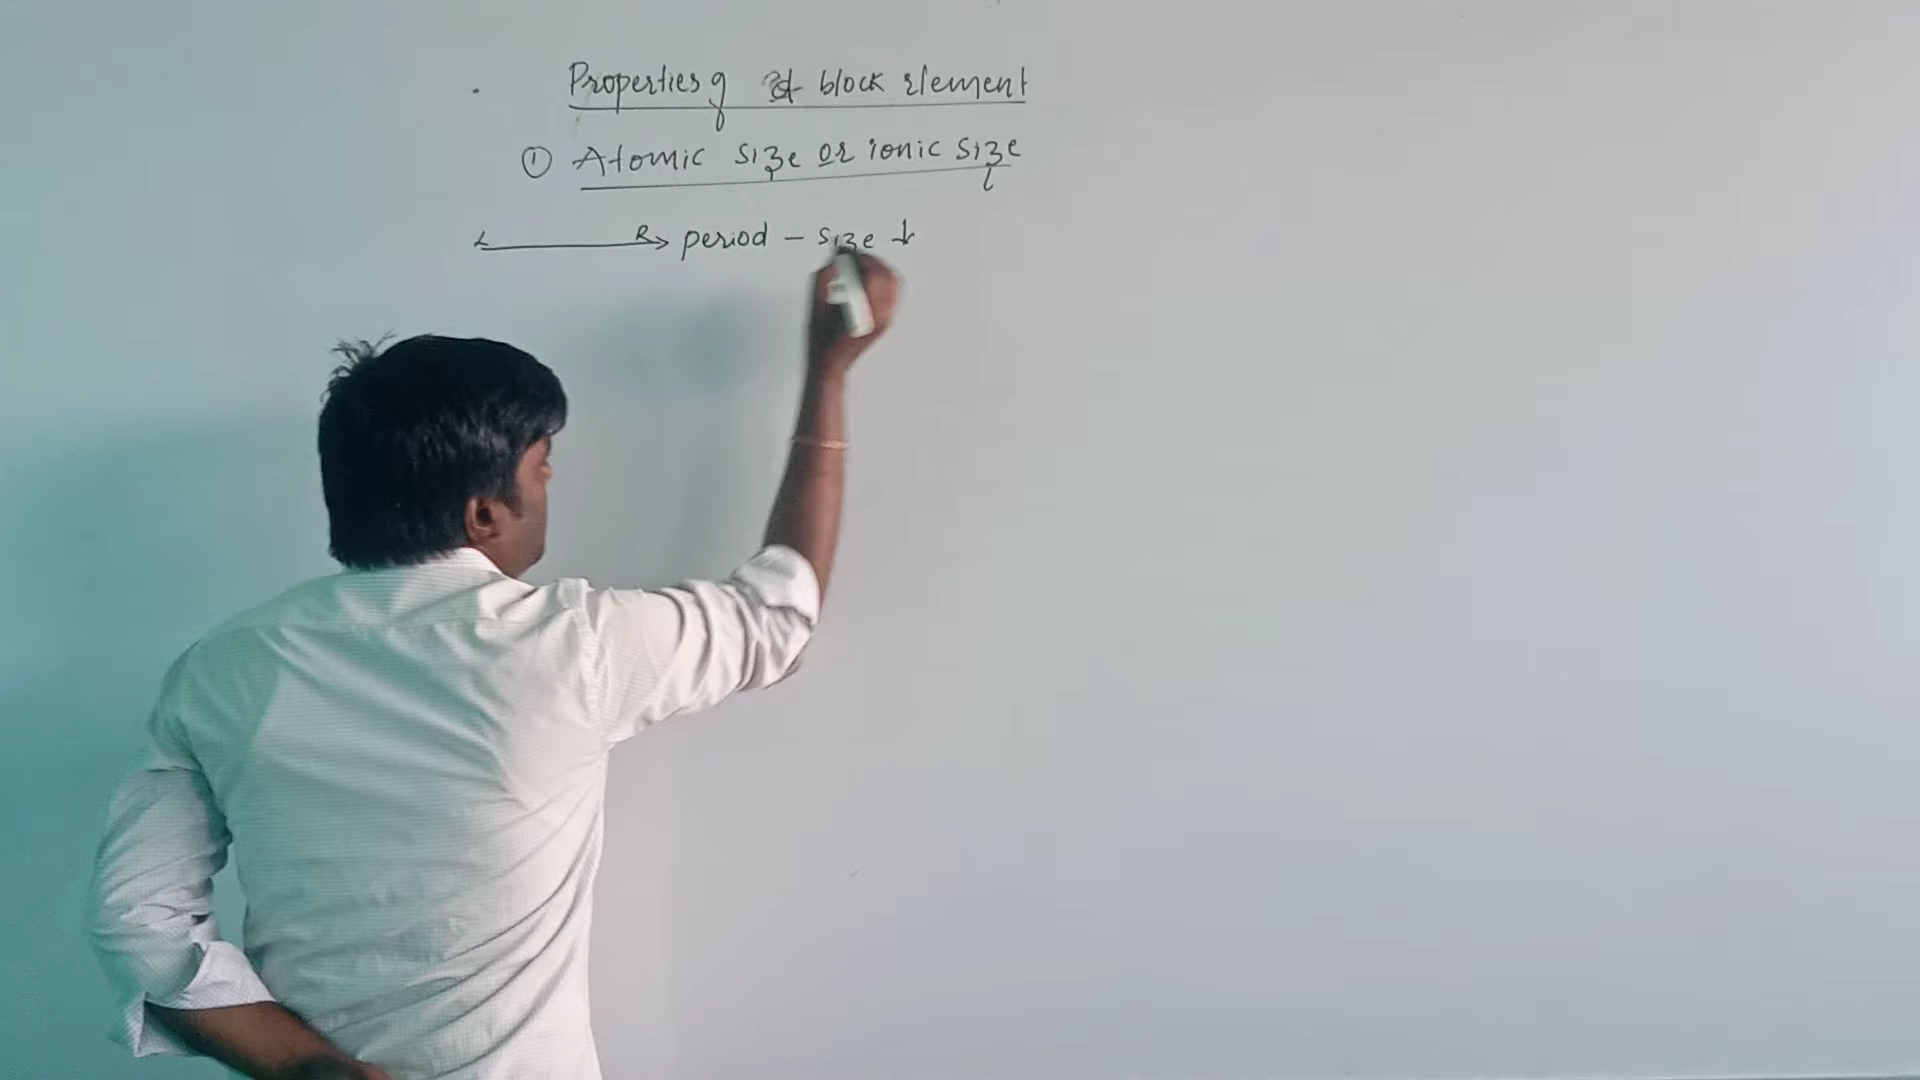 Properties of d block element
① Atomic size or ionic size
L → R period - size ↓